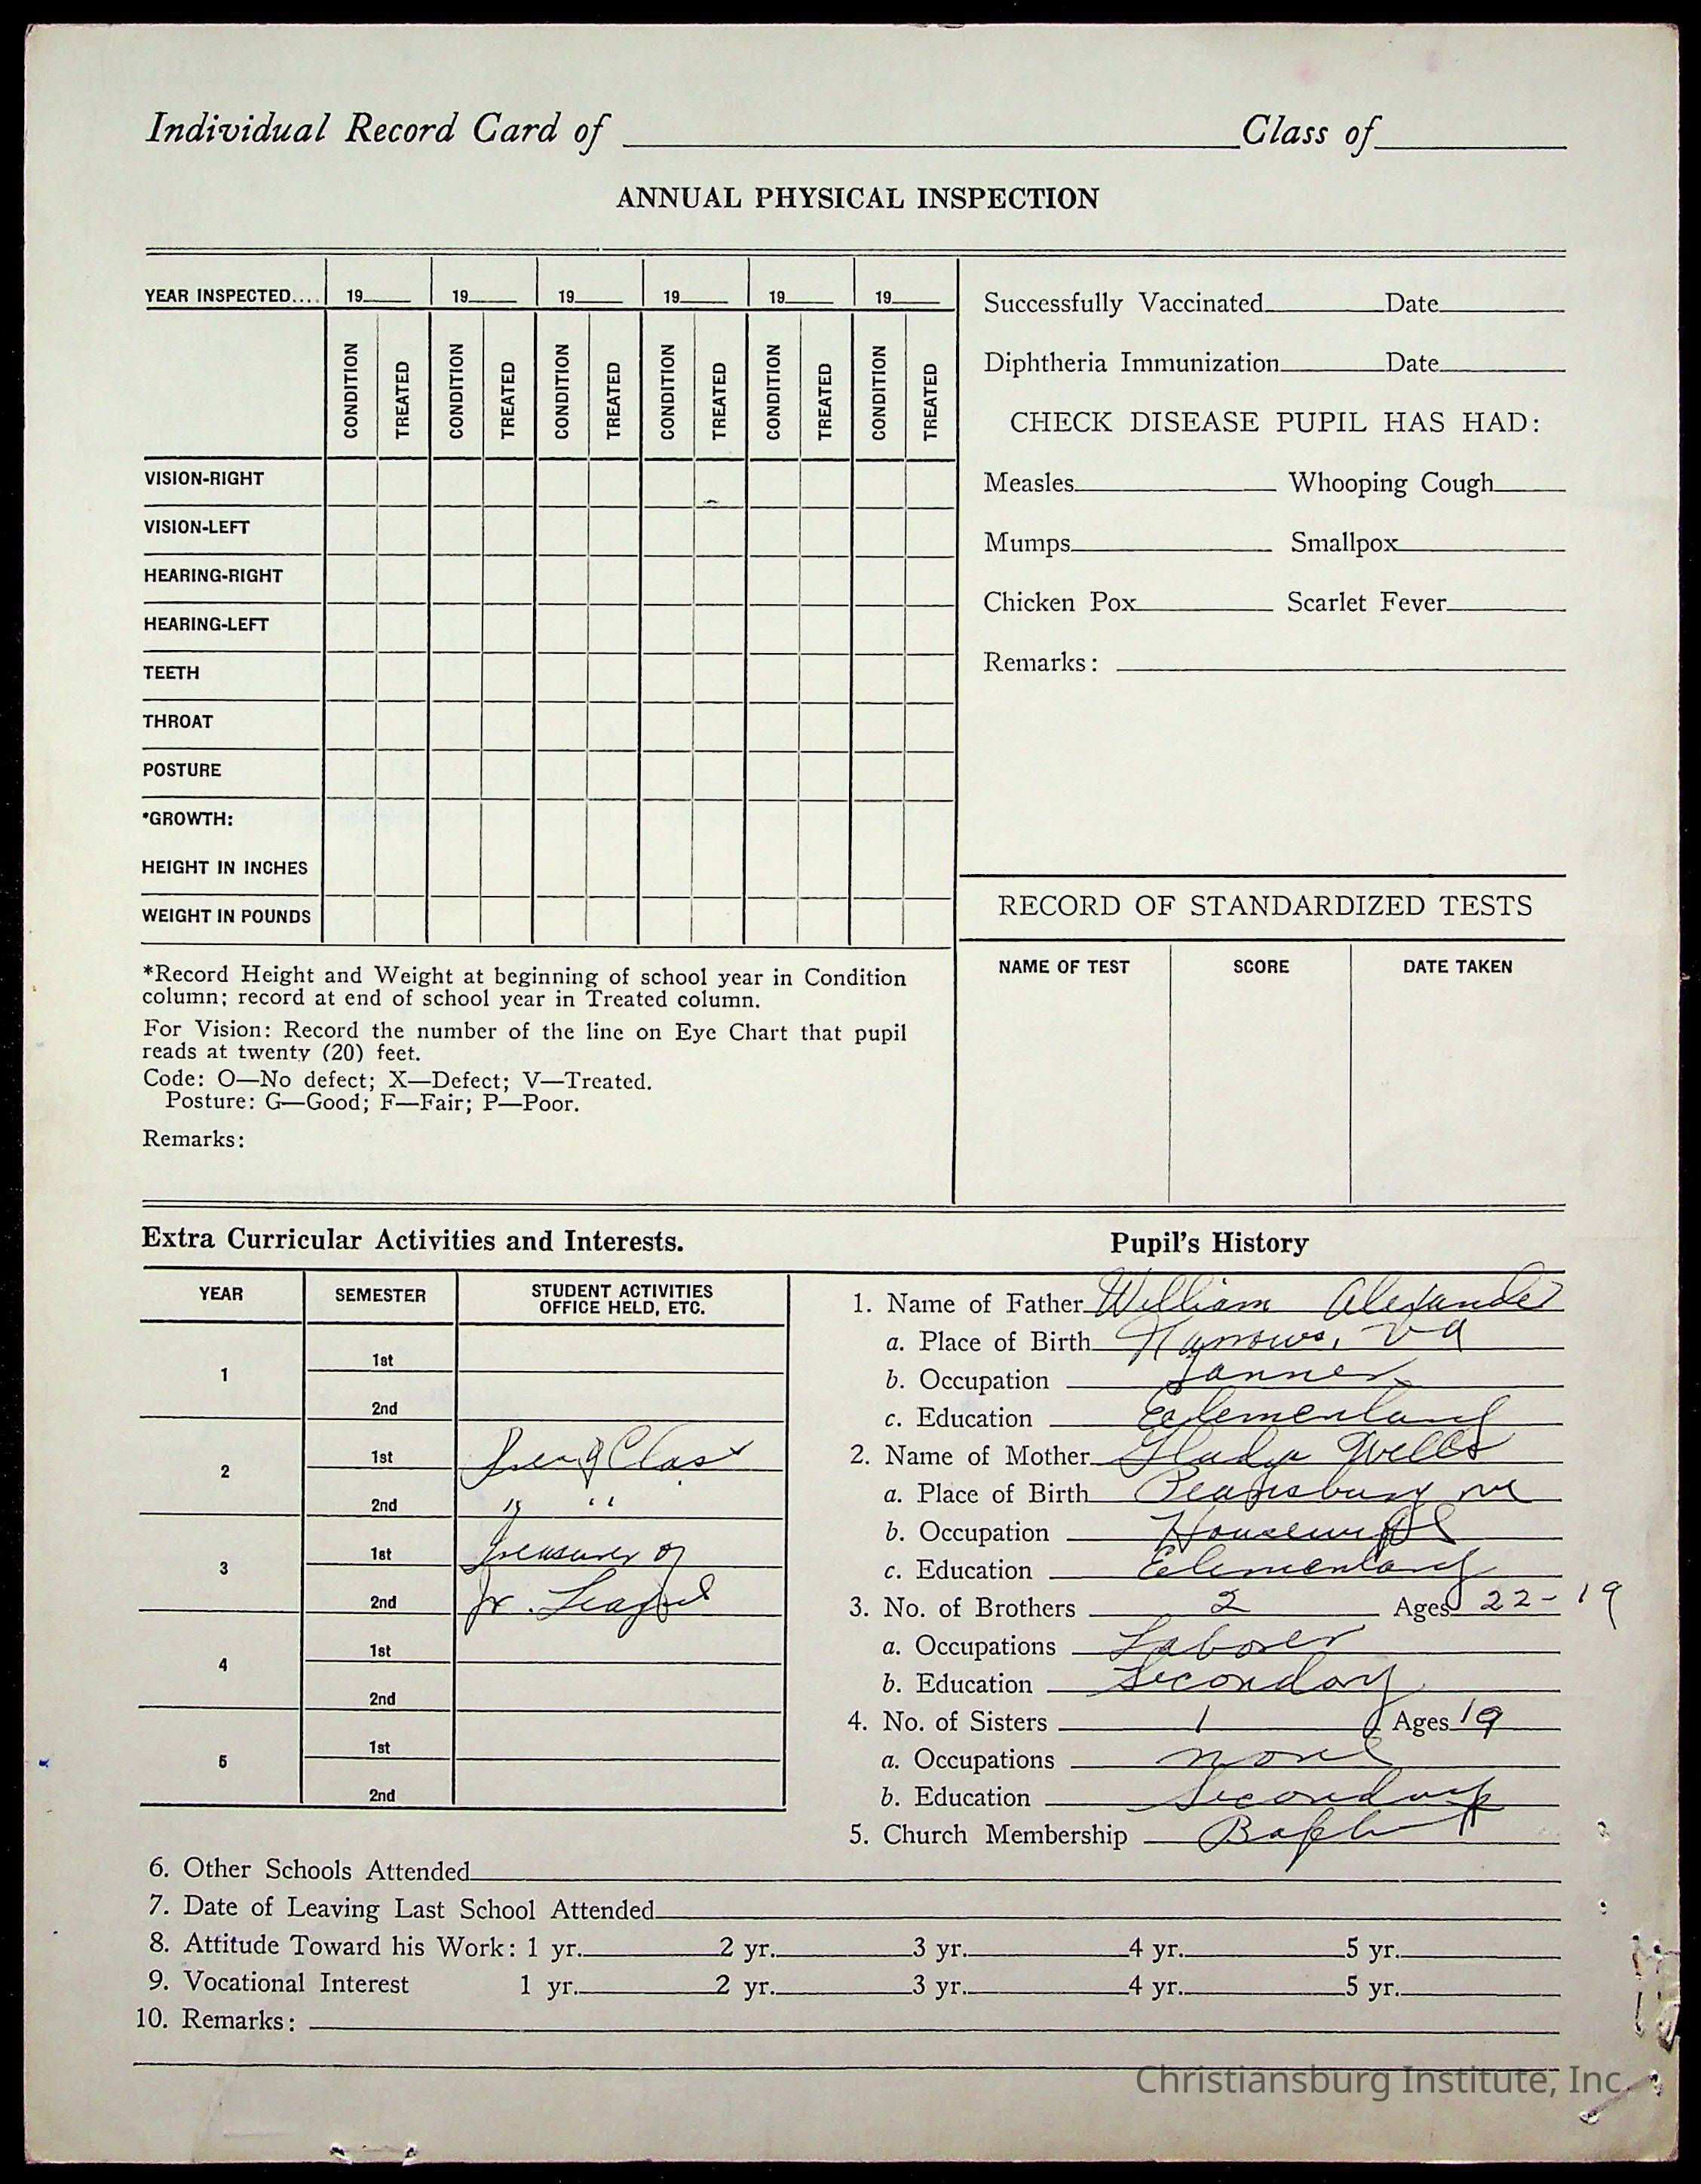 Individual Record Card of Class of
ANNUAL PHYSICAL INSPECTION
YEAR INSPECTED.... 19 19 19 19 19 19
CONDITION TREATED CONDITION TREATED CONDITION TREATED CONDITION TREATED CONDITION TREATED CONDITION TREATED
VISION-RIGHT
VISION-LEFT
HEARING-RIGHT
HEARING-LEFT
TEETH
THROAT
POSTURE
*GROWTH:
HEIGHT IN INCHES
WEIGHT IN POUNDS
*Record Height and Weight at beginning of school year in Condition
column; record at end of school year in Treated column.
For Vision: Record the number of the line on Eye Chart that pupil
reads at twenty (20) feet.
Code: O—No defect; X—Defect; V—Treated.
Posture: G—Good; F—Fair; P—Poor.
Remarks:
Successfully Vaccinated Date
Diphtheria Immunization Date
CHECK DISEASE PUPIL HAS HAD:
Measles Whooping Cough
Mumps Smallpox
Chicken Pox Scarlet Fever
Remarks:
RECORD OF STANDARDIZED TESTS
NAME OF TEST SCORE DATE TAKEN
Extra Curricular Activities and Interests.
YEAR SEMESTER STUDENT ACTIVITIES
OFFICE HELD, ETC.
1 1st
2nd
2 1st Class
2nd " "
3 1st Treasurer of
2nd Jr. League
4 1st
2nd
5 1st
2nd
Pupil's History
1. Name of Father William Alexander
a. Place of Birth Narrows, Va
b. Occupation Tanner
c. Education Elementary
2. Name of Mother Gladys Wells
a. Place of Birth Pearisburg
b. Occupation Housewife
c. Education Elementary
3. No. of Brothers 2 Ages 22-19
a. Occupations Laborer
b. Education Secondary
4. No. of Sisters 1 Ages 19
a. Occupations none
b. Education Secondary
5. Church Membership Baptist
6. Other Schools Attended
7. Date of Leaving Last School Attended
8. Attitude Toward his Work: 1 yr. 2 yr. 3 yr. 4 yr. 5 yr.
9. Vocational Interest 1 yr. 2 yr. 3 yr. 4 yr. 5 yr.
10. Remarks:
Christiansburg Institute, Inc.